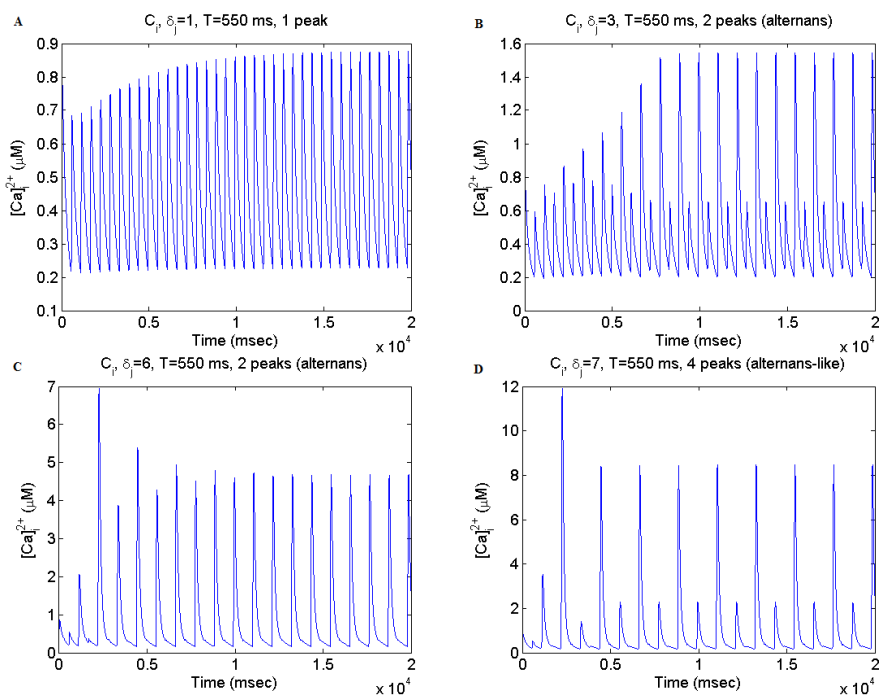 A
C_i, δ_j=1, T=550 ms, 1 peak
0.9
0.8
0.7
0.6
0.5
0.4
0.3
0.2
0.1
[Ca]_i^2+ (μM)
0 0.5 1 1.5 2
Time (msec)
x 10^4
B
C_i, δ_j=3, T=550 ms, 2 peaks (alternans)
1.6
1.4
1.2
1
0.8
0.6
0.4
0.2
0
[Ca]_i^2+ (μM)
0 0.5 1 1.5 2
Time (msec)
x 10^4
C
C_i, δ_j=6, T=550 ms, 2 peaks (alternans)
7
6
5
4
3
2
1
0
[Ca]_i^2+ (μM)
0 0.5 1 1.5 2
Time (msec)
x 10^4
D
C_i, δ_j=7, T=550 ms, 4 peaks (alternans-like)
12
10
8
6
4
2
0
[Ca]_i^2+ (μM)
0 0.5 1 1.5 2
Time (msec)
x 10^4